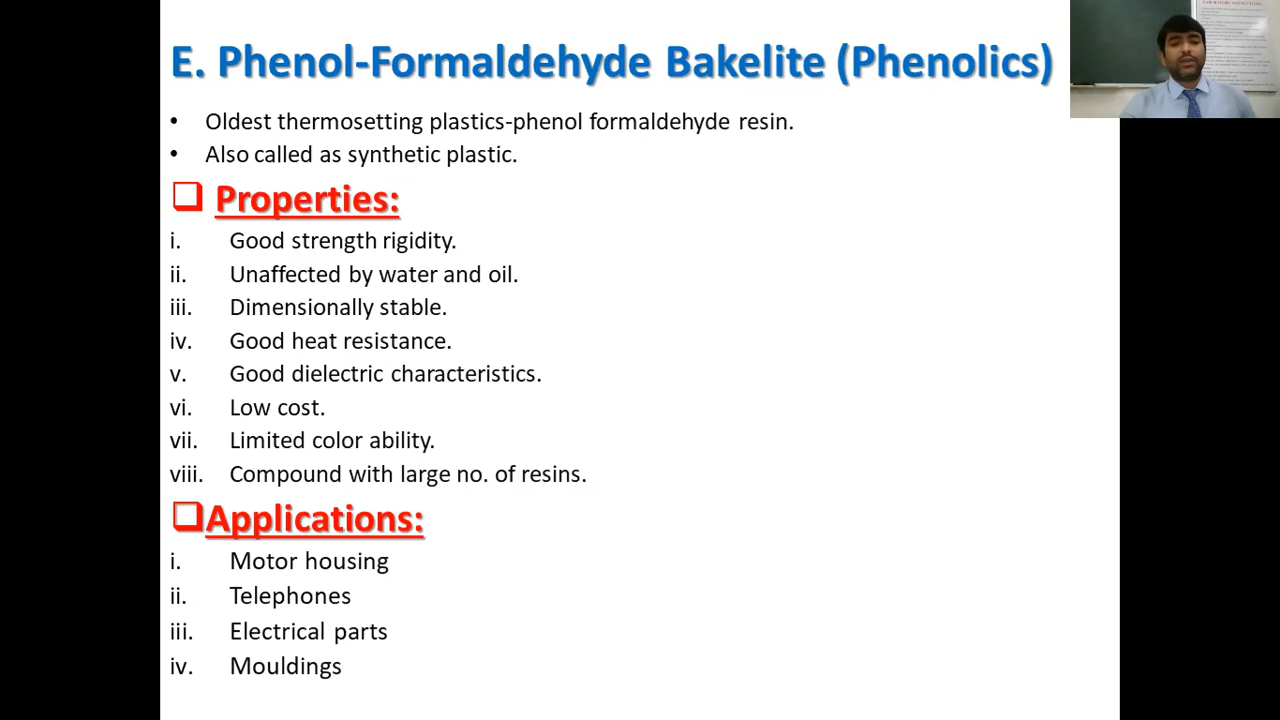 E. Phenol-Formaldehyde Bakelite (Phenolics)
• Oldest thermosetting plastics-phenol formaldehyde resin.
• Also called as synthetic plastic.
❑ Properties:
i. Good strength rigidity.
ii. Unaffected by water and oil.
iii. Dimensionally stable.
iv. Good heat resistance.
v. Good dielectric characteristics.
vi. Low cost.
vii. Limited color ability.
viii. Compound with large no. of resins.
❑Applications:
i. Motor housing
ii. Telephones
iii. Electrical parts
iv. Mouldings